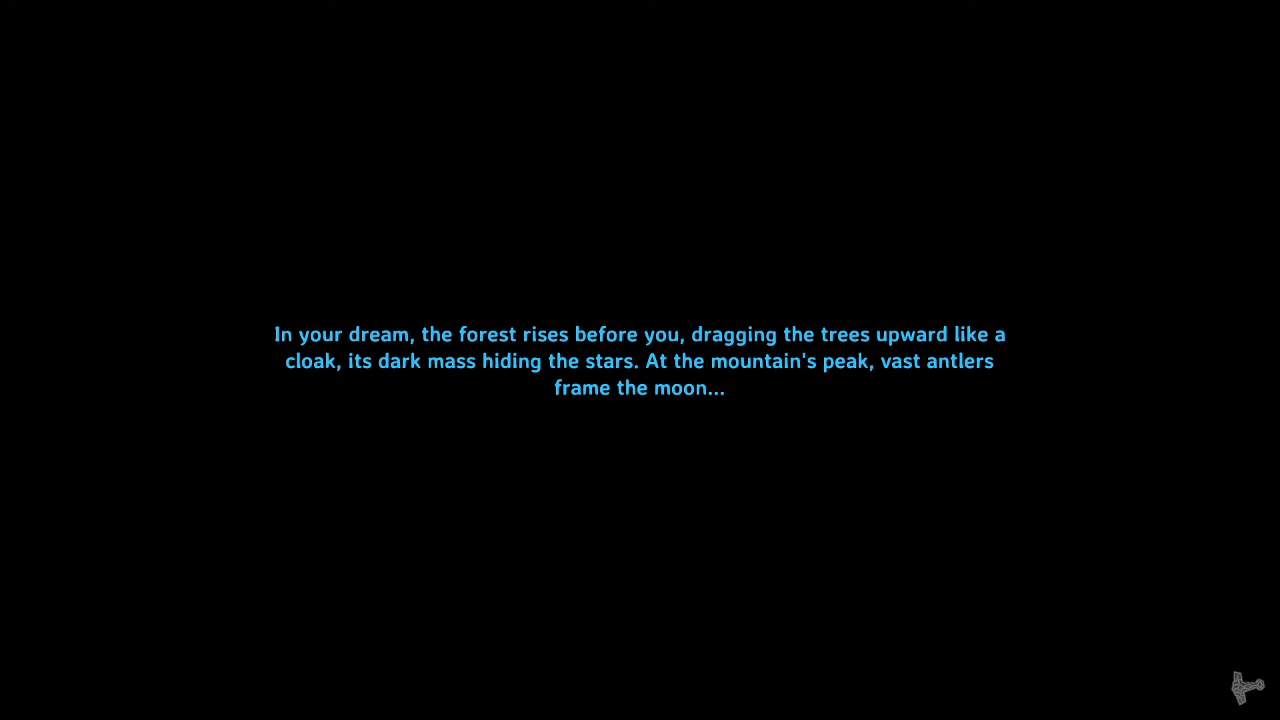 In your dream, the forest rises before you, dragging the trees upward like a
cloak, its dark mass hiding the stars. At the mountain's peak, vast antlers
frame the moon...